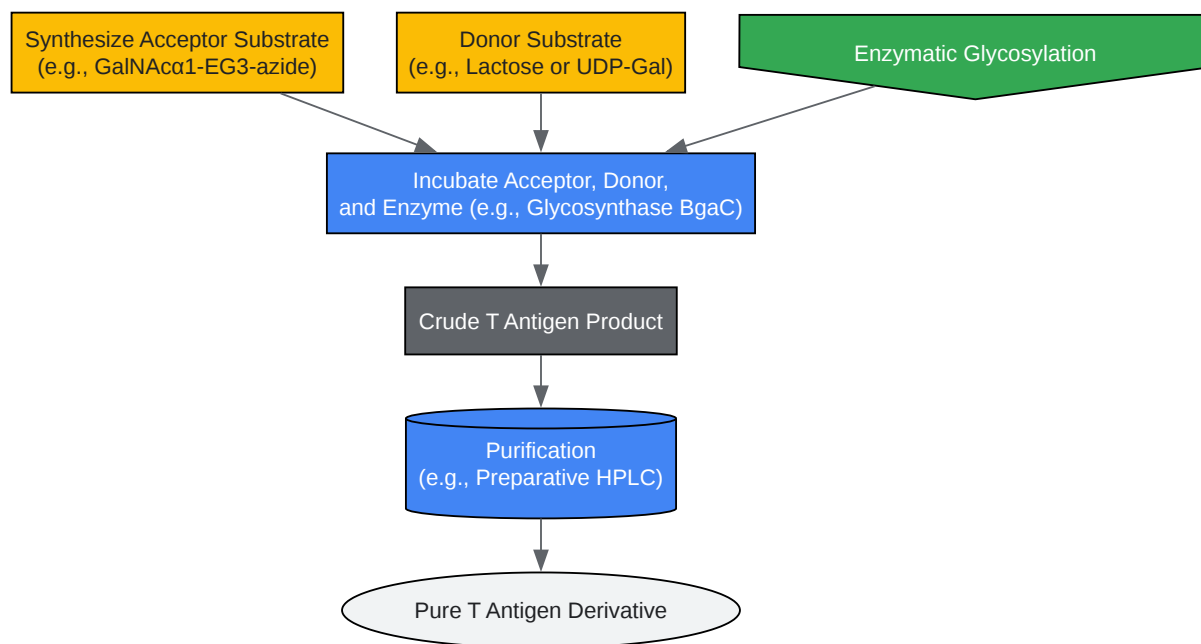 Synthesize Acceptor Substrate
(e.g., GalNAcα1-EG3-azide)
Donor Substrate
(e.g., Lactose or UDP-Gal)
Enzymatic Glycosylation
Incubate Acceptor, Donor,
and Enzyme (e.g., Glycosynthase BgaC)
Crude T Antigen Product
Purification
(e.g., Preparative HPLC)
Pure T Antigen Derivative